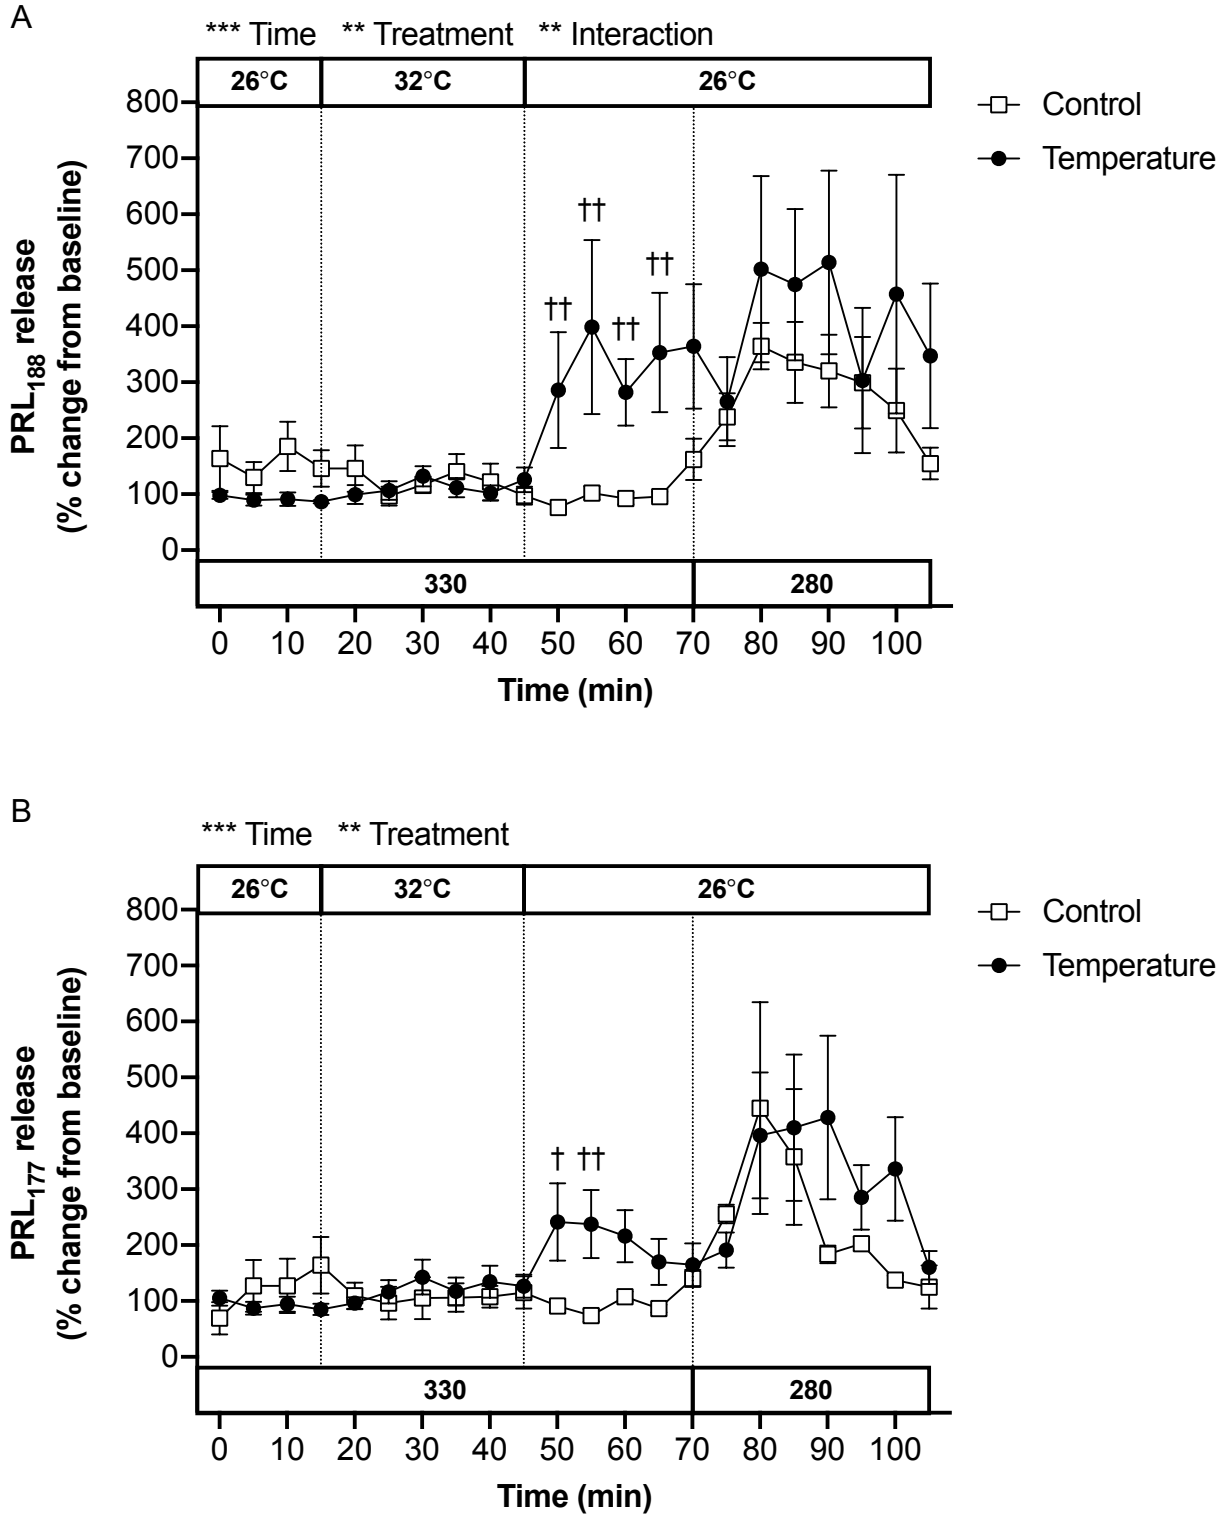 A
*** Time ** Treatment ** Interaction
26°C 32°C 26°C
Control
Temperature
800
700
600
500
400
300
200
100
0
PRL188 release
(% change from baseline)
††
††
††
††
330 280
0 10 20 30 40 50 60 70 80 90 100
Time (min)
B
*** Time ** Treatment
26°C 32°C 26°C
Control
Temperature
800
700
600
500
400
300
200
100
0
PRL177 release
(% change from baseline)
† ††
330 280
0 10 20 30 40 50 60 70 80 90 100
Time (min)